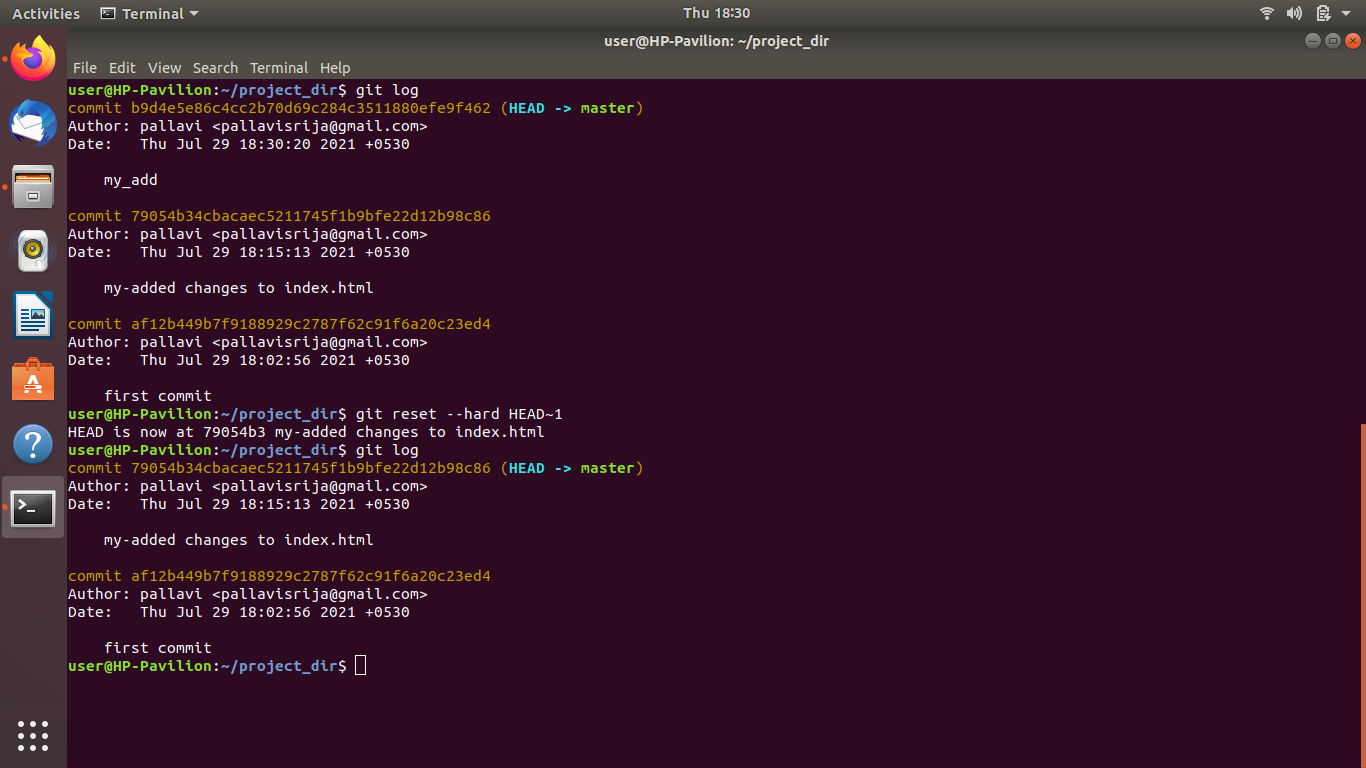 Activities Terminal Thu 18:30
user@HP-Pavilion: ~/project_dir
File Edit View Search Terminal Help
user@HP-Pavilion:~/project_dir$ git log
commit b9d4e5e86c4cc2b70d69c284c3511880efe9f462 (HEAD -> master)
Author: pallavi <pallavisrija@gmail.com>
Date:   Thu Jul 29 18:30:20 2021 +0530
    my_add
commit 79054b34cbacaec5211745f1b9bfe22d12b98c86
Author: pallavi <pallavisrija@gmail.com>
Date:   Thu Jul 29 18:15:13 2021 +0530
    my-added changes to index.html
commit af12b449b7f9188929c2787f62c91f6a20c23ed4
Author: pallavi <pallavisrija@gmail.com>
Date:   Thu Jul 29 18:02:56 2021 +0530
    first commit
user@HP-Pavilion:~/project_dir$ git reset --hard HEAD~1
HEAD is now at 79054b3 my-added changes to index.html
user@HP-Pavilion:~/project_dir$ git log
commit 79054b34cbacaec5211745f1b9bfe22d12b98c86 (HEAD -> master)
Author: pallavi <pallavisrija@gmail.com>
Date:   Thu Jul 29 18:15:13 2021 +0530
    my-added changes to index.html
commit af12b449b7f9188929c2787f62c91f6a20c23ed4
Author: pallavi <pallavisrija@gmail.com>
Date:   Thu Jul 29 18:02:56 2021 +0530
    first commit
user@HP-Pavilion:~/project_dir$